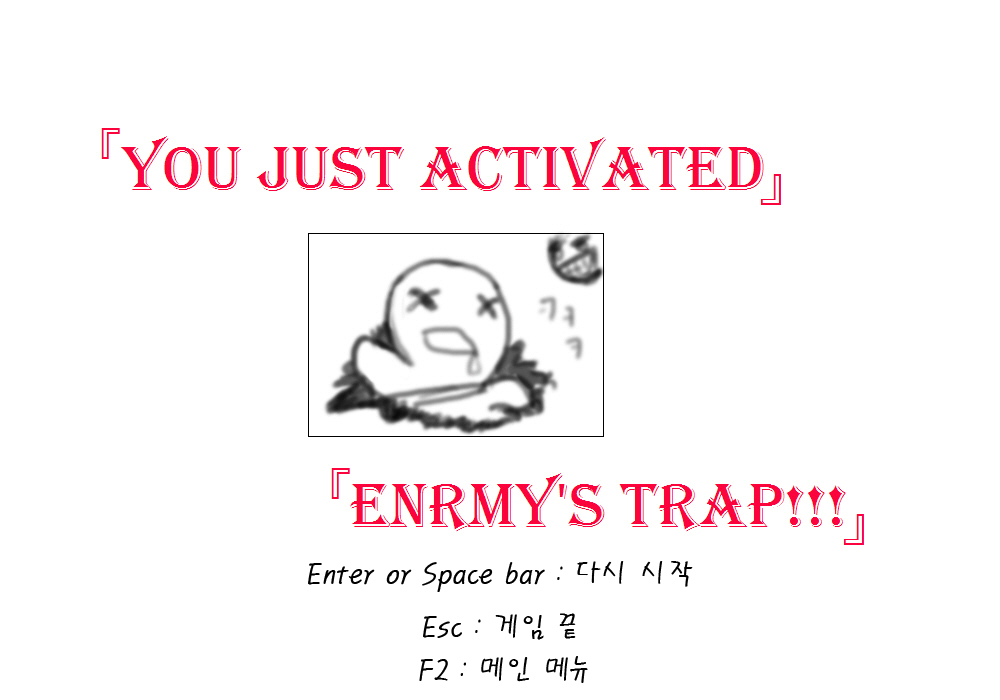 『YOU JUST ACTIVATED』
ㅋ ㅋ
ㅋ
『ENRMY'S TRAP!!!』
Enter or Space bar : 다시 시작
Esc : 게임 끝
F2 : 메인 메뉴